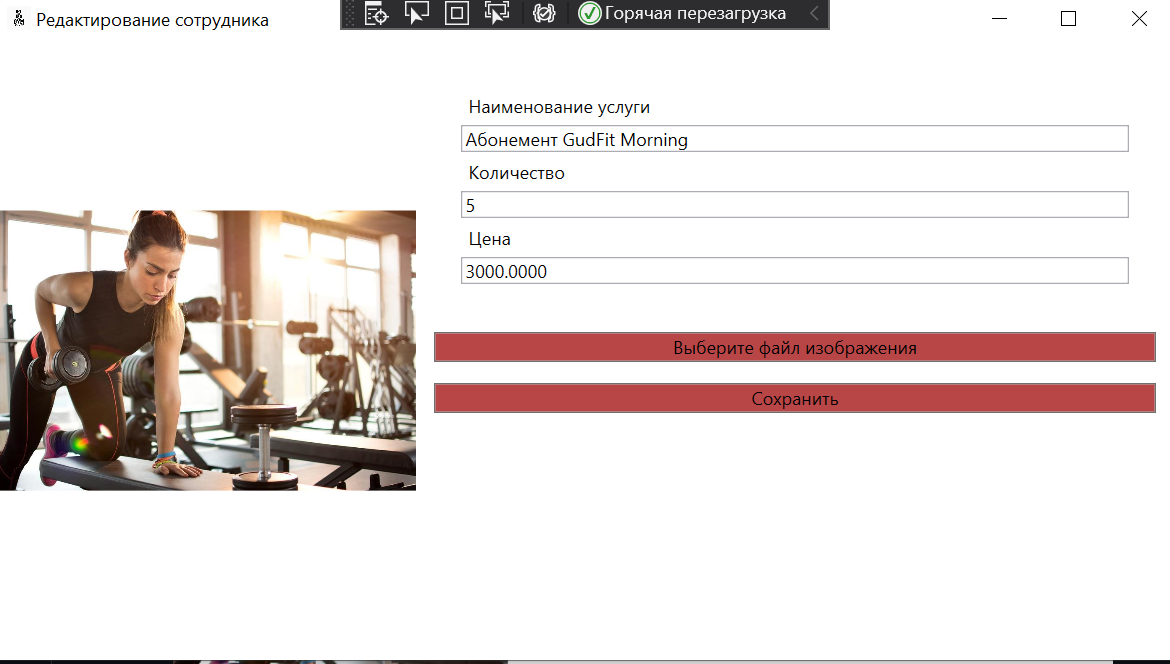 Редактирование сотрудника
Горячая перезагрузка
Наименование услуги
Абонемент GudFit Morning
Количество
5
Цена
3000.0000
Выберите файл изображения
Сохранить